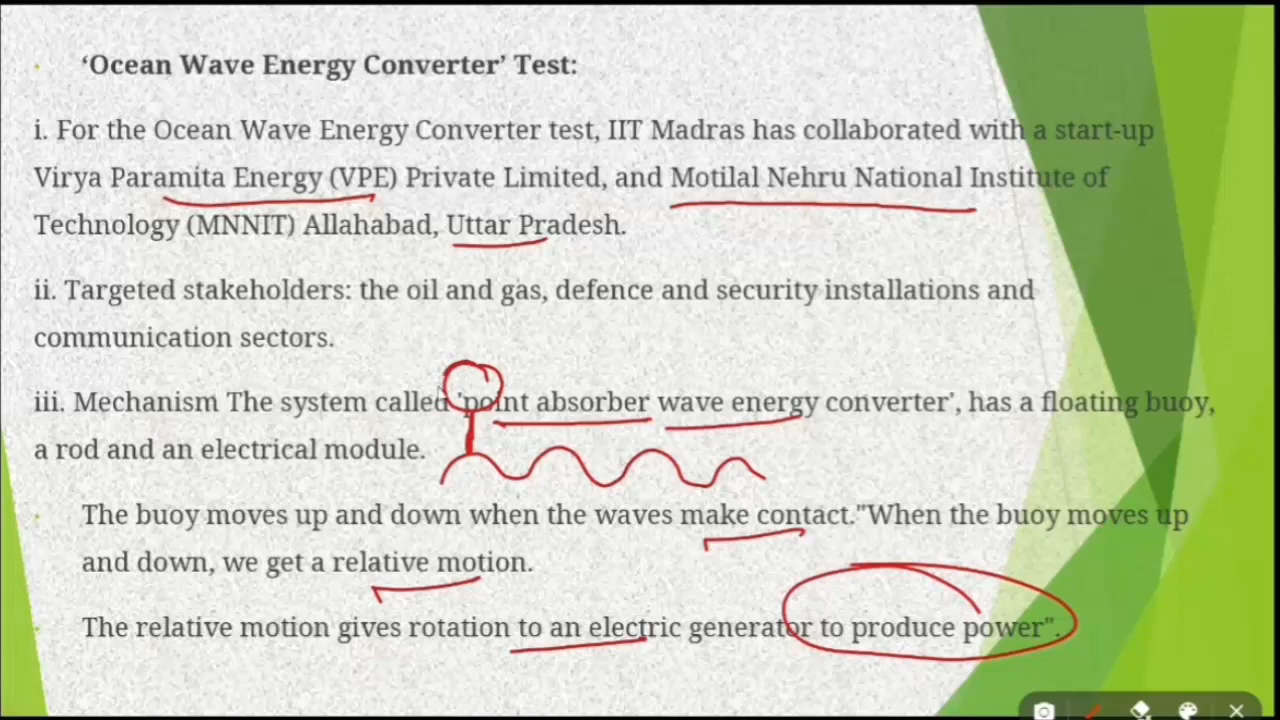 ‘Ocean Wave Energy Converter’ Test:
i. For the Ocean Wave Energy Converter test, IIT Madras has collaborated with a start-up
Virya Paramita Energy (VPE) Private Limited, and Motilal Nehru National Institute of
Technology (MNNIT) Allahabad, Uttar Pradesh.
ii. Targeted stakeholders: the oil and gas, defence and security installations and
communication sectors.
iii. Mechanism The system called 'point absorber wave energy converter', has a floating buoy,
a rod and an electrical module.
The buoy moves up and down when the waves make contact."When the buoy moves up
and down, we get a relative motion.
The relative motion gives rotation to an electric generator to produce power".